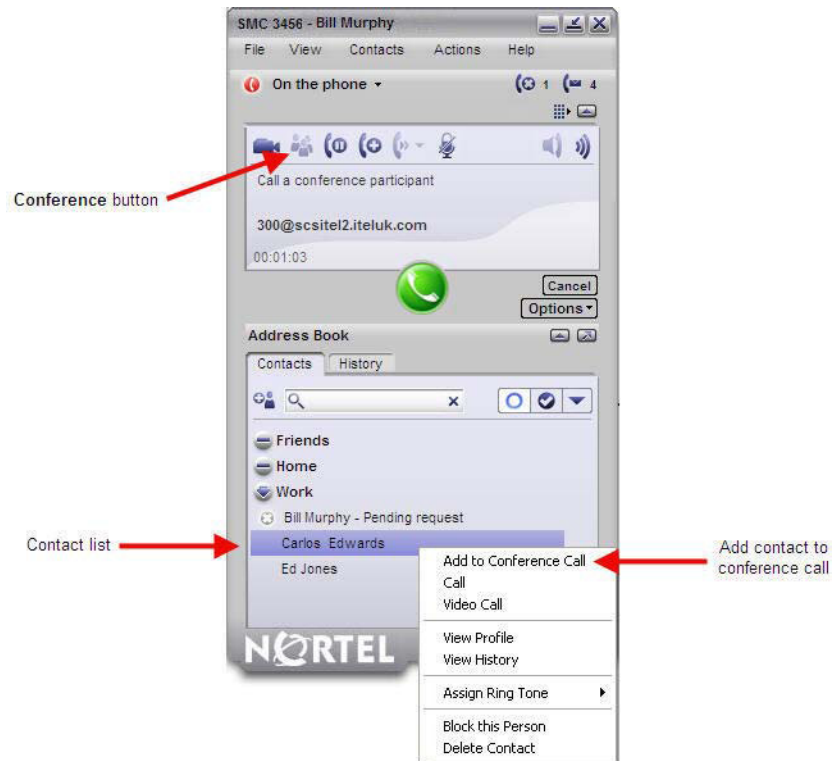 SMC 3456 - Bill Murphy
File View Contacts Actions Help
On the phone
1 4
Conference button
Call a conference participant
300@scsitel2.iteluk.com
00:01:03
Cancel
Options
Address Book
Contacts History
Friends
Home
Work
Bill Murphy - Pending request
Contact list
Carlos Edwards
Ed Jones
Add to Conference Call
Add contact to
conference call
Call
Video Call
View Profile
View History
Assign Ring Tone
Block this Person
Delete Contact
NORTEL